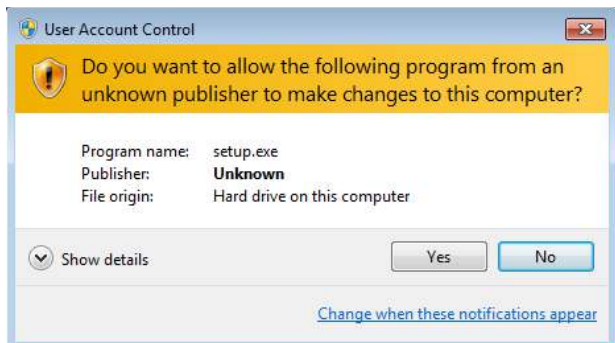 User Account Control
Do you want to allow the following program from an
unknown publisher to make changes to this computer?
Program name: setup.exe
Publisher: Unknown
File origin: Hard drive on this computer
Show details Yes No
Change when these notifications appear